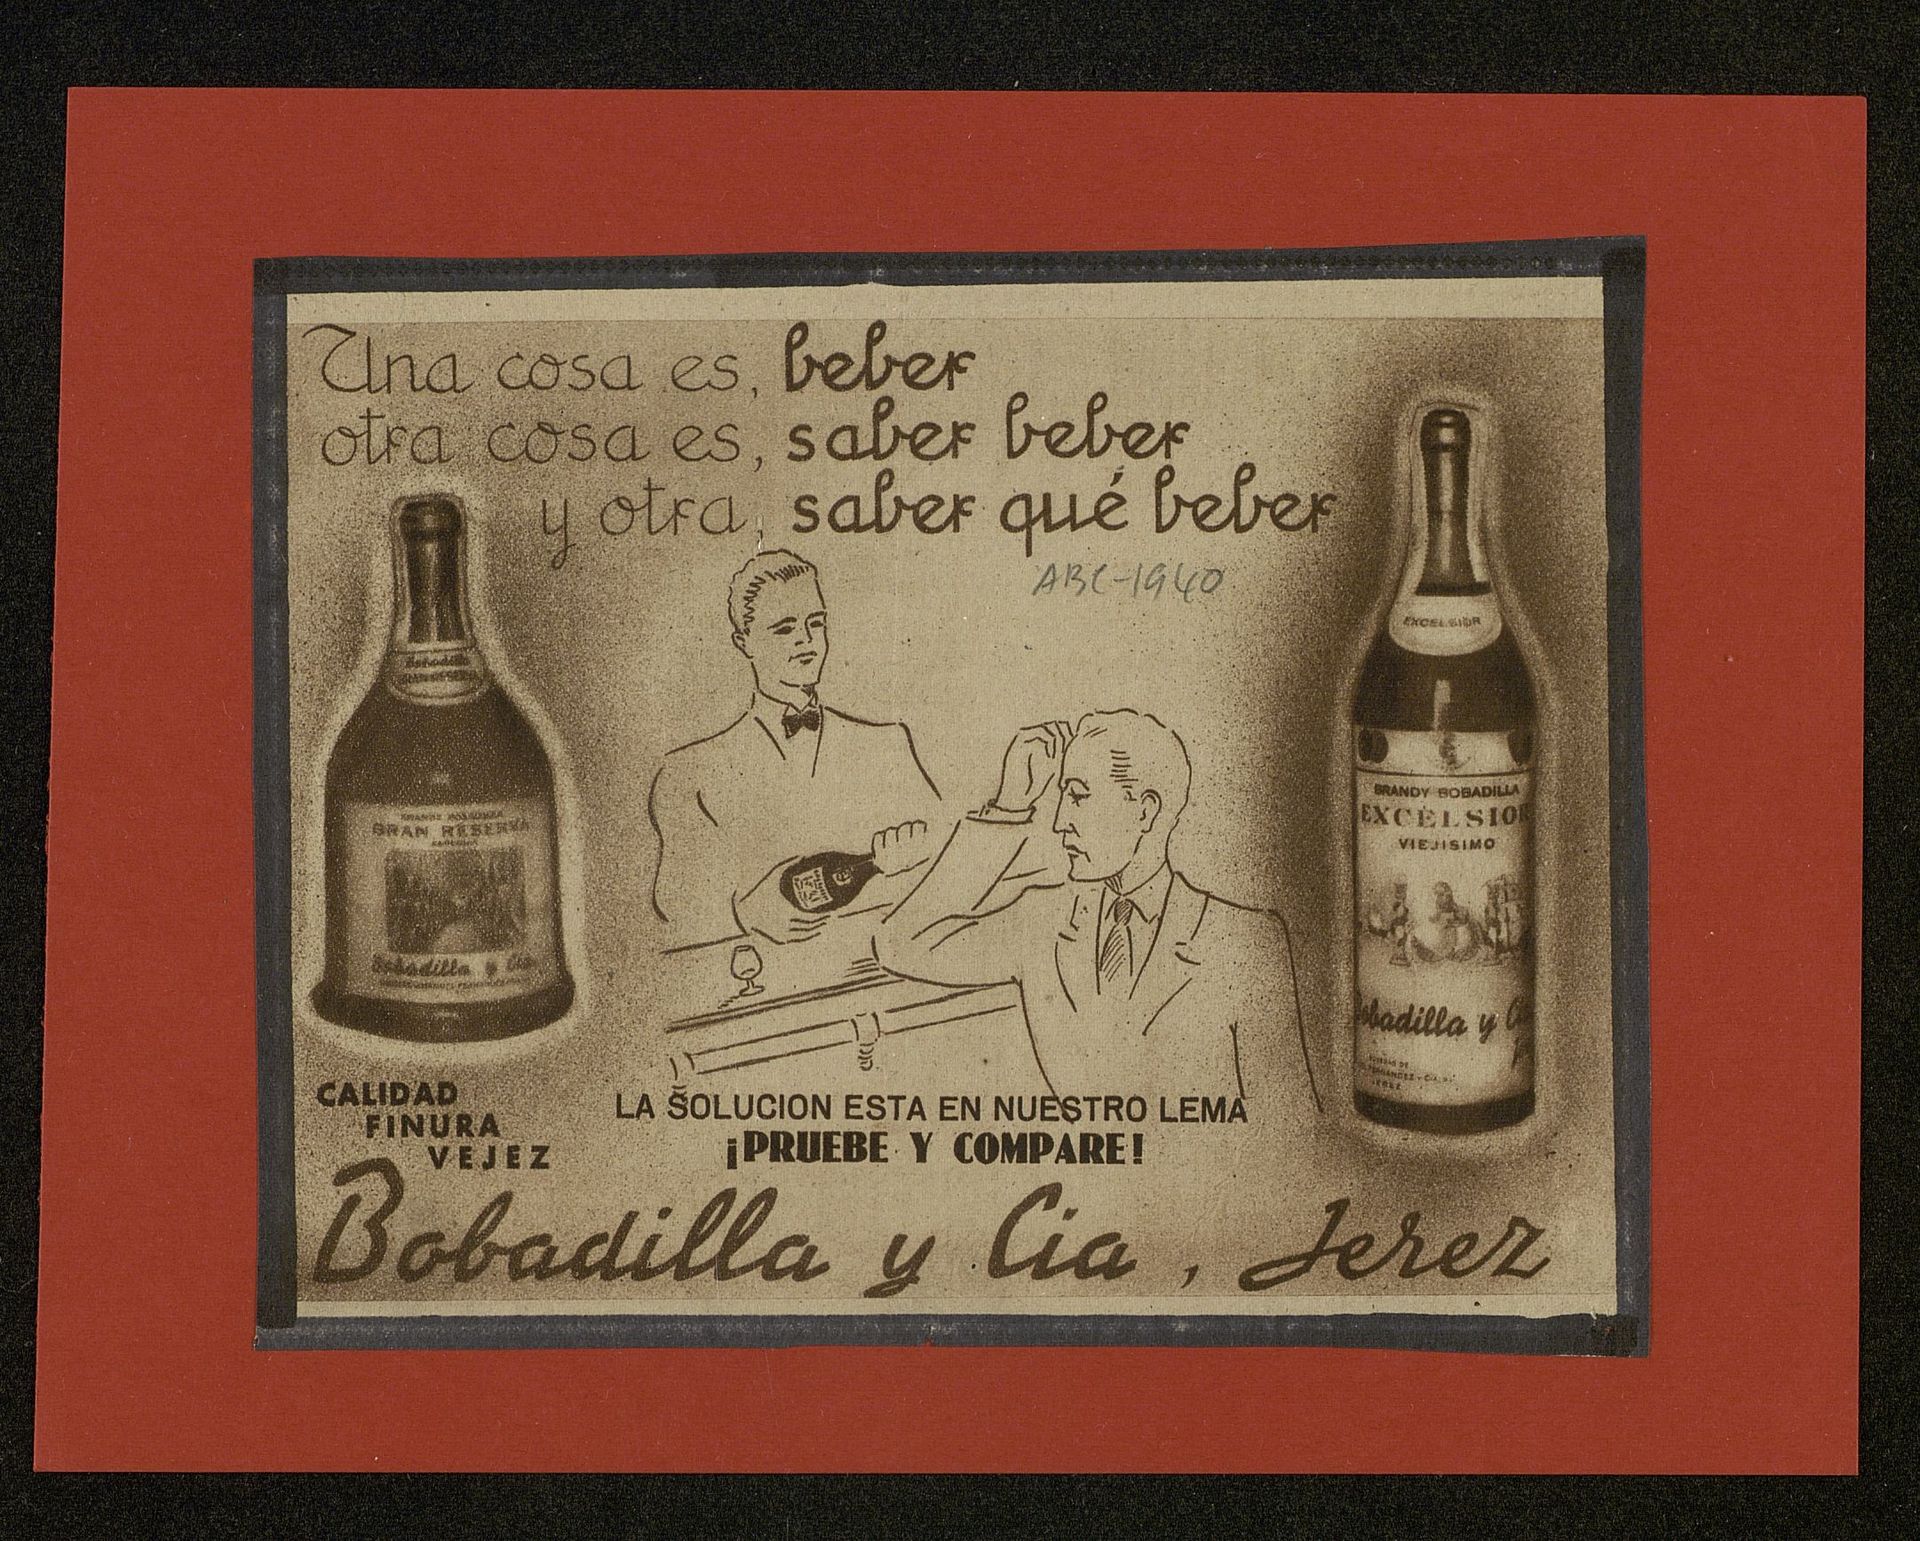 Una cosa es, beber
otra cosa es, saber beber
y otra, saber qué beber
ABC-1940
Bobadilla
GRAN RESERVA
Bobadilla y Cia
EXCELSIOR
BRANDY BOBADILLA
EXCELSIOR
VIEJISIMO
Bobadilla y
JEREZ
CALIDAD
FINURA
VEJEZ
LA SOLUCION ESTA EN NUESTRO LEMA
¡PRUEBE Y COMPARE!
Bobadilla y Cia, Jerez